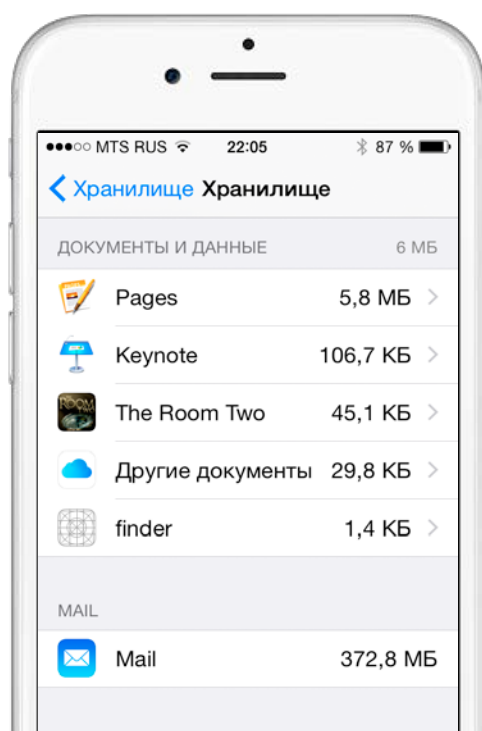 MTS RUS 22:05 87 %
Хранилище Хранилище
ДОКУМЕНТЫ И ДАННЫЕ 6 МБ
Pages 5,8 МБ
Keynote 106,7 КБ
The Room Two 45,1 КБ
Другие документы 29,8 КБ
finder 1,4 КБ
MAIL
Mail 372,8 МБ